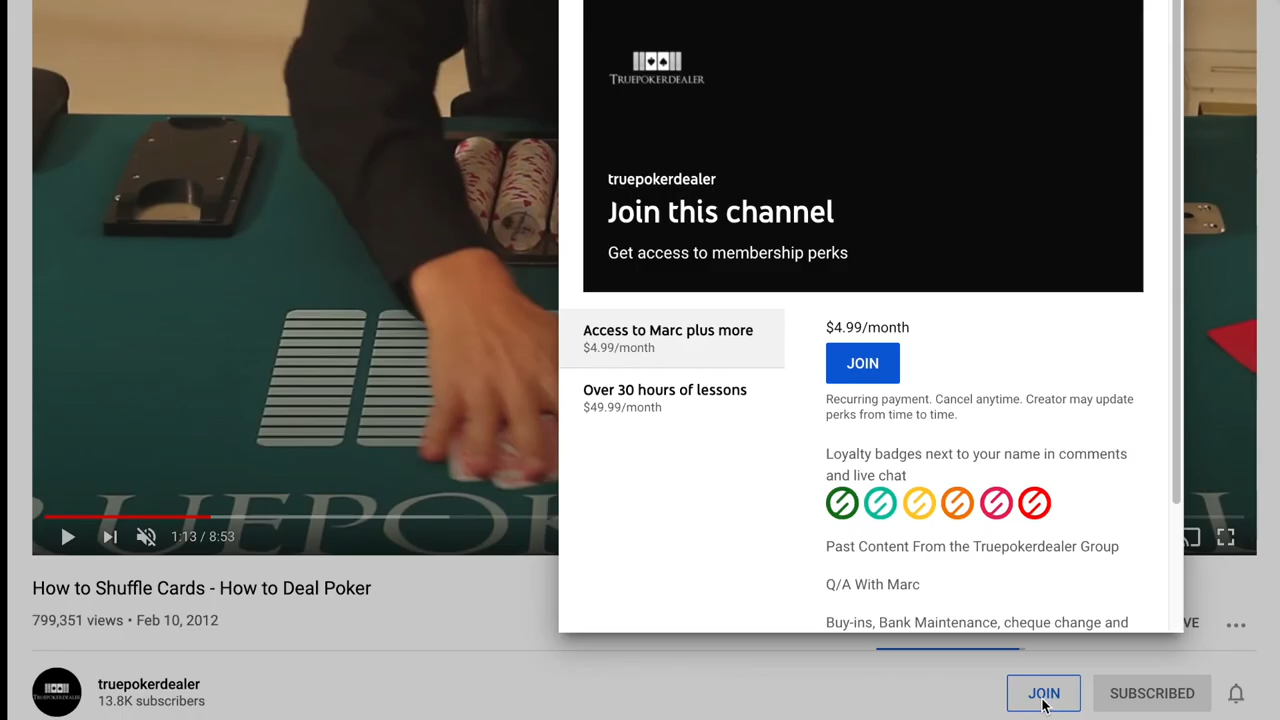 TRUEPOKERDEALER
truepokerdealer
Join this channel
Get access to membership perks
Access to Marc plus more
$4.99/month
Over 30 hours of lessons
$49.99/month
$4.99/month
JOIN
Recurring payment. Cancel anytime. Creator may update
perks from time to time.
Loyalty badges next to your name in comments
and live chat
Past Content From the Truepokerdealer Group
Q/A With Marc
Buy-ins, Bank Maintenance, cheque change and
RUEPO
1:13 / 8:53
How to Shuffle Cards - How to Deal Poker
799,351 views • Feb 10, 2012
VE
TRUEPOKERDEALER
truepokerdealer
13.8K subscribers
JOIN
SUBSCRIBED